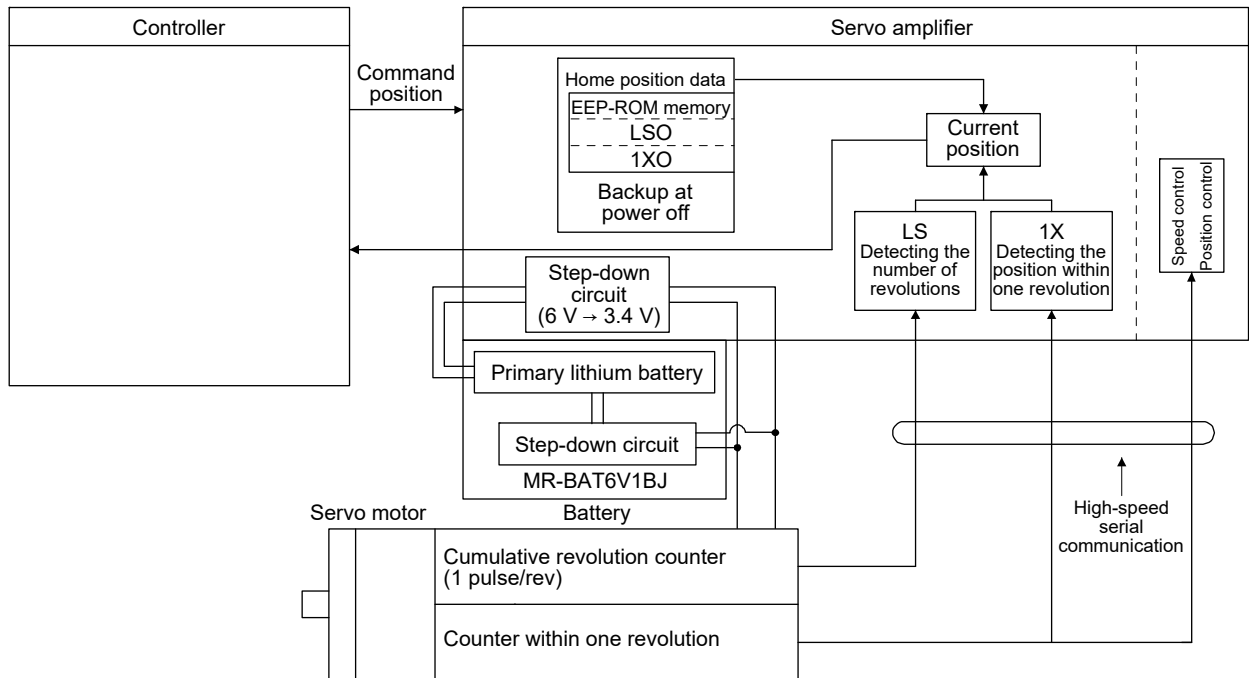 Controller
Servo amplifier
Command
position
Home position data
EEP-ROM memory
LSO
1XO
Backup at
power off
Current
position
Speed control
Position control
LS
Detecting the
number of
revolutions
1X
Detecting the
position within
one revolution
Step-down
circuit
(6 V → 3.4 V)
Primary lithium battery
Step-down circuit
MR-BAT6V1BJ
High-speed
serial
communication
Servo motor
Battery
Cumulative revolution counter
(1 pulse/rev)
Counter within one revolution